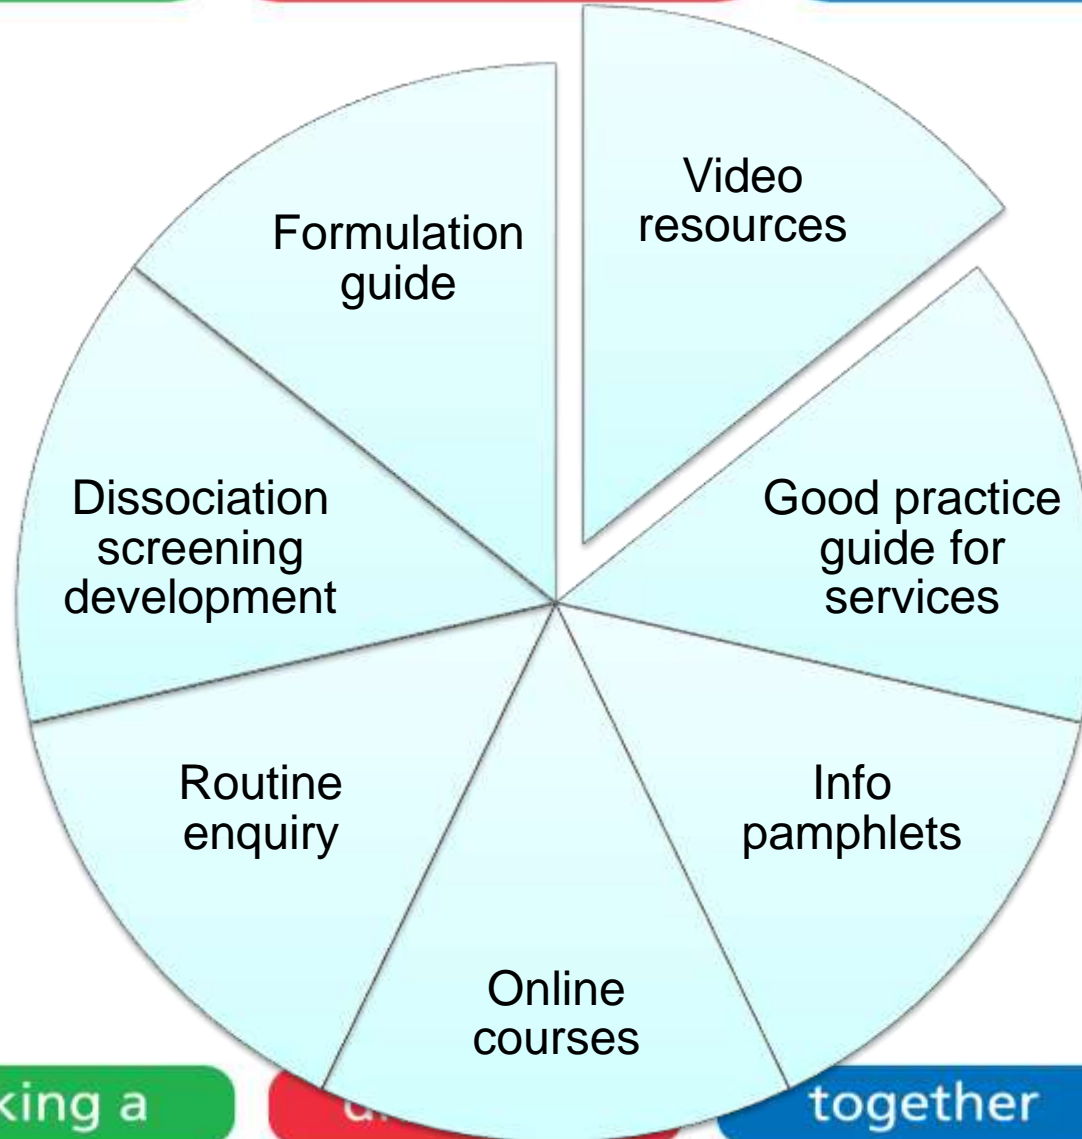 Video
resources
Good practice
guide for
services
Info
pamphlets
Online
courses
Routine
enquiry
Dissociation
screening
development
Formulation
guide
king a
together